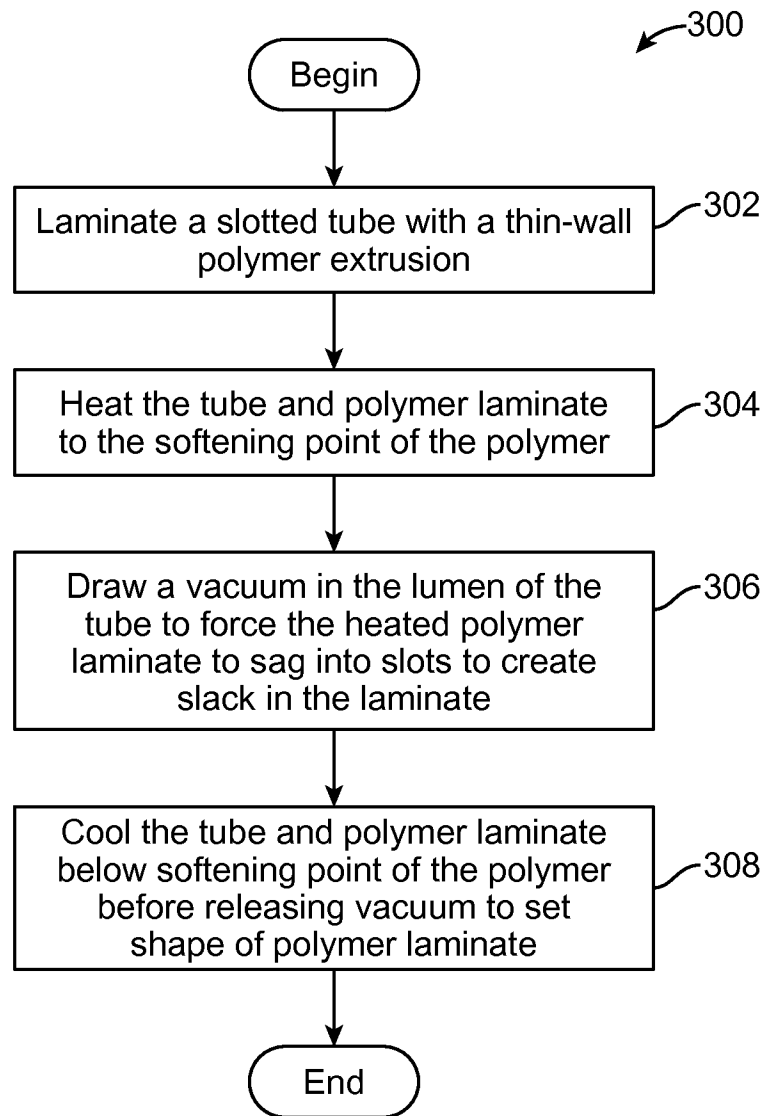 300
Begin
302
Laminate a slotted tube with a thin-wall
polymer extrusion
304
Heat the tube and polymer laminate
to the softening point of the polymer
306
Draw a vacuum in the lumen of the
tube to force the heated polymer
laminate to sag into slots to create
slack in the laminate
308
Cool the tube and polymer laminate
below softening point of the polymer
before releasing vacuum to set
shape of polymer laminate
End